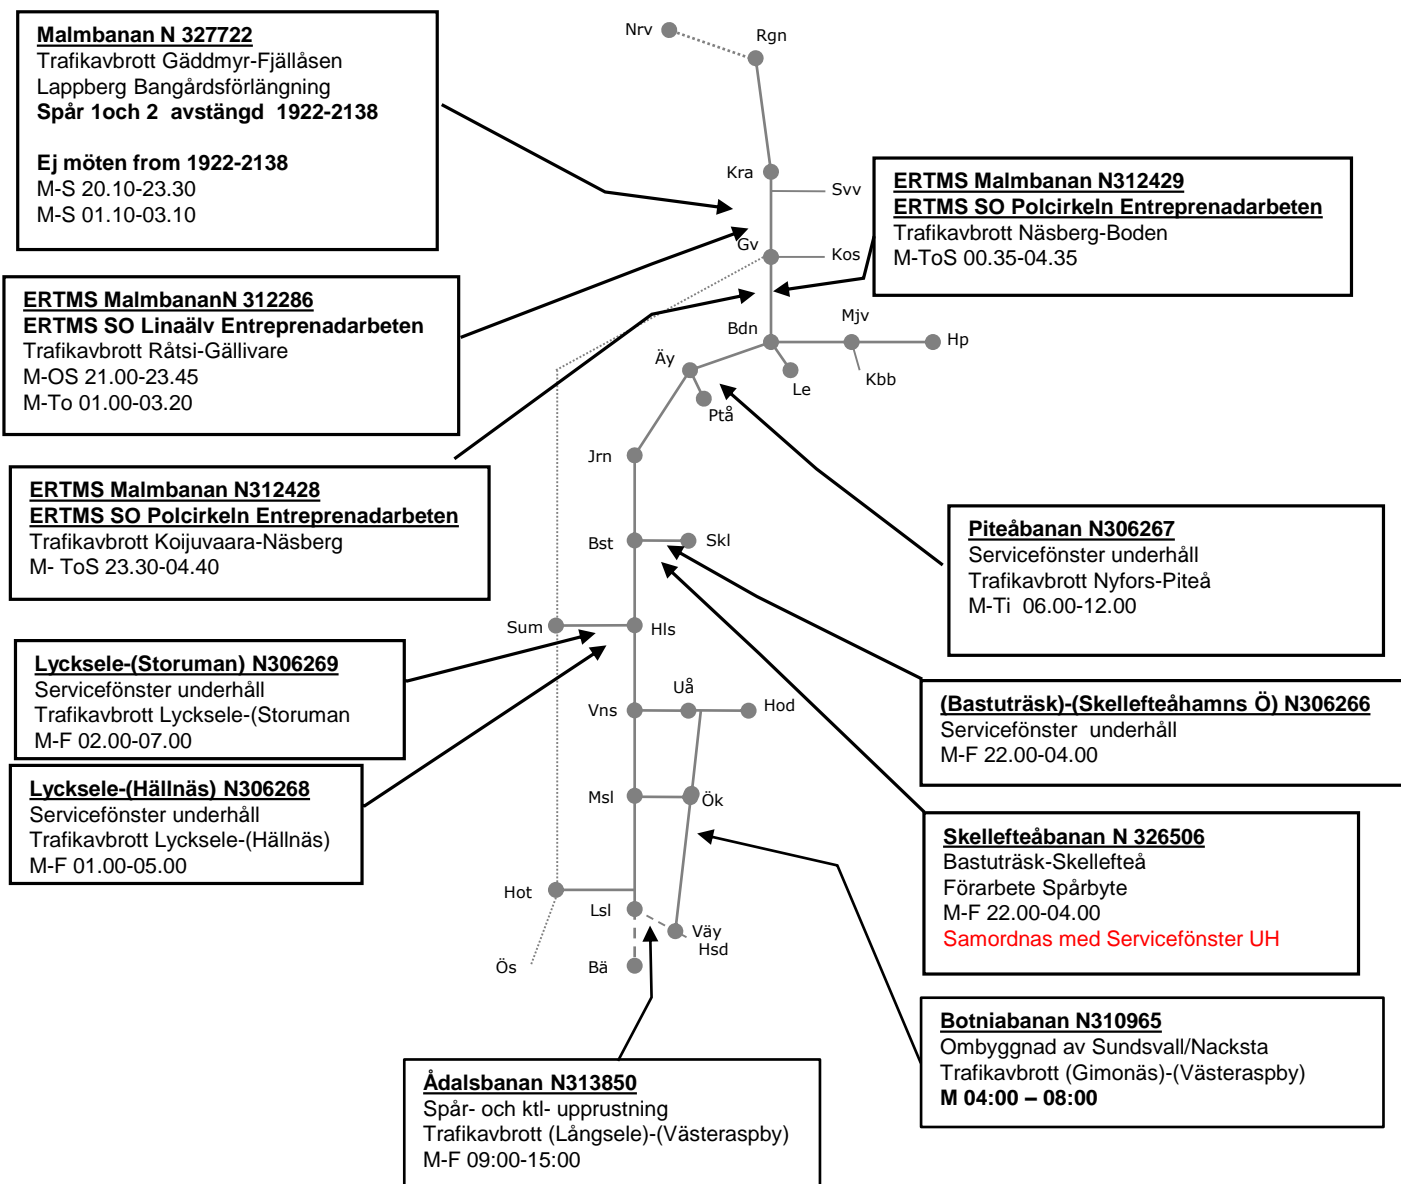 Malmbanan N 327722
Trafikavbrott Gäddmyr-Fjällåsen
Lappberg Bangårdsförlängning
Spår 1och 2  avstängd  1922-2138
Ej möten from 1922-2138
M-S 20.10-23.30
M-S 01.10-03.10
ERTMS MalmbananN 312286
ERTMS SO Linaälv Entreprenadarbeten
Trafikavbrott Råtsi-Gällivare
M-OS 21.00-23.45
M-To 01.00-03.20
ERTMS Malmbanan N312428
ERTMS SO Polcirkeln Entreprenadarbeten
Trafikavbrott Koijuvaara-Näsberg
M- ToS 23.30-04.40
Lycksele-(Storuman) N306269
Servicefönster underhåll
Trafikavbrott Lycksele-(Storuman
M-F 02.00-07.00
Lycksele-(Hällnäs) N306268
Servicefönster underhåll
Trafikavbrott Lycksele-(Hällnäs)
M-F 01.00-05.00
Nrv
Rgn
Kra
Svv
Gv
Kos
Bdn
Mjv
Hp
Äy
Le
Kbb
Ptå
Jrn
Bst
Skl
Sum
Hls
Vns
Uå
Hod
Msl
Ök
Hot
Lsl
Väy
Hsd
Ös
Bä
ERTMS Malmbanan N312429
ERTMS SO Polcirkeln Entreprenadarbeten
Trafikavbrott Näsberg-Boden
M-ToS 00.35-04.35
Piteåbanan N306267
Servicefönster underhåll
Trafikavbrott Nyfors-Piteå
M-Ti  06.00-12.00
(Bastuträsk)-(Skellefteåhamns Ö) N306266
Servicefönster  underhåll
M-F 22.00-04.00
Skellefteåbanan N 326506
Bastuträsk-Skellefteå
Förarbete Spårbyte
M-F 22.00-04.00
Samordnas med Servicefönster UH
Botniabanan N310965
Ombyggnad av Sundsvall/Nacksta
Trafikavbrott (Gimonäs)-(Västeraspby)
M 04:00 – 08:00
Ådalsbanan N313850
Spår- och ktl- upprustning
Trafikavbrott (Långsele)-(Västeraspby)
M-F 09:00-15:00